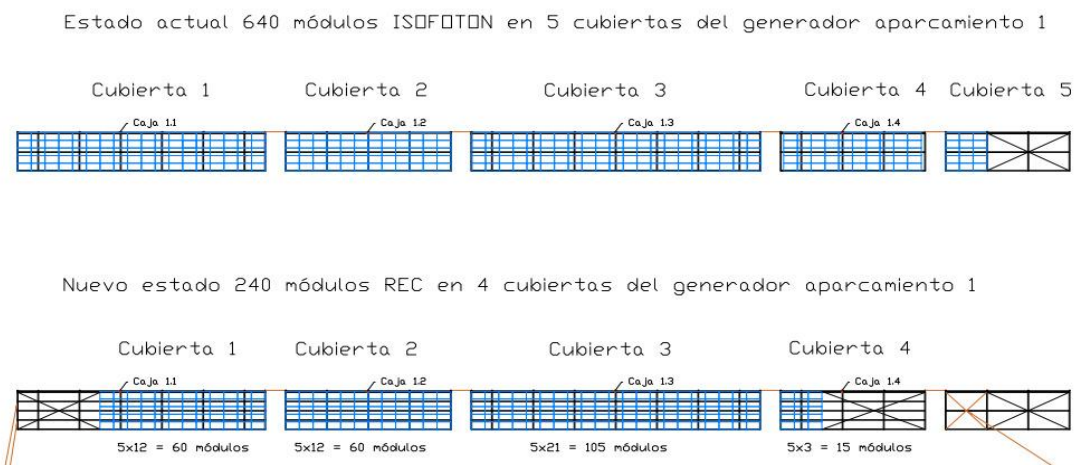 Estado actual 640 módulos ISOFOTON en 5 cubiertas del generador aparcamiento 1
Cubierta 1 Cubierta 2 Cubierta 3 Cubierta 4 Cubierta 5
Caja 1.1 Caja 1.2 Caja 1.3 Caja 1.4
Nuevo estado 240 módulos REC en 4 cubiertas del generador aparcamiento 1
Cubierta 1 Cubierta 2 Cubierta 3 Cubierta 4
Caja 1.1 Caja 1.2 Caja 1.3 Caja 1.4
5x12 = 60 módulos 5x12 = 60 módulos 5x21 = 105 módulos 5x3 = 15 módulos